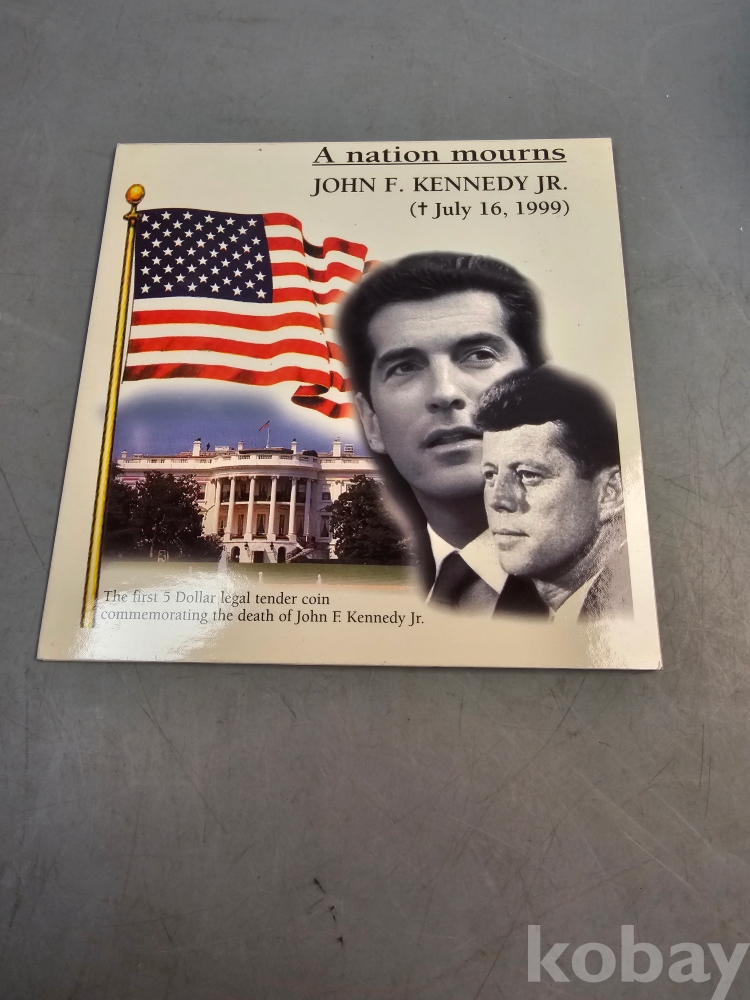 A nation mourns
JOHN F. KENNEDY JR.
(† July 16, 1999)
The first 5 Dollar legal tender coin
commemorating the death of John F. Kennedy Jr.
kobay